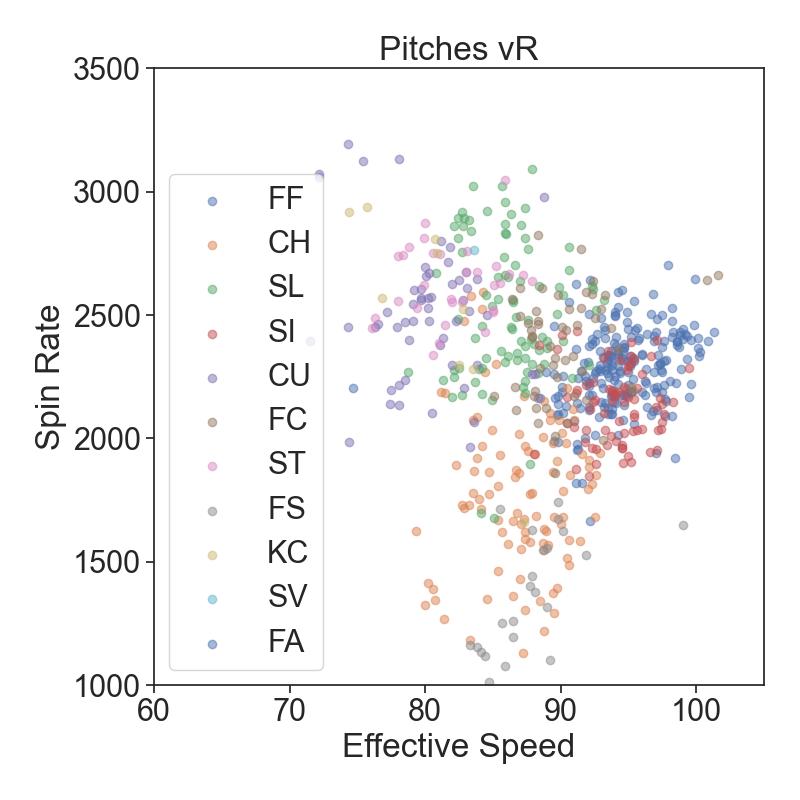 Pitches vR
3500
3000
2500
2000
1500
1000
Spin Rate
FF
CH
SL
SI
CU
FC
ST
FS
KC
SV
FA
60 70 80 90 100
Effective Speed